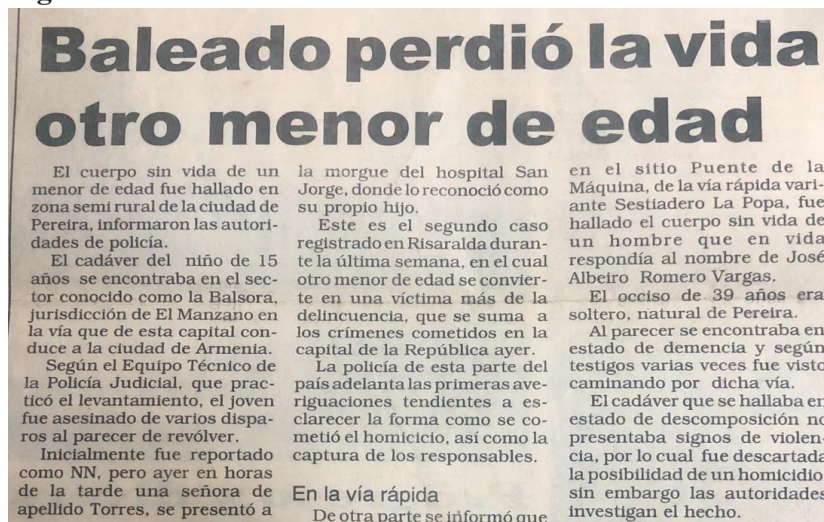 Baleado perdió la vida
otro menor de edad
El cuerpo sin vida de un
menor de edad fue hallado en
zona semi rural de la ciudad de
Pereira, informaron las autori-
dades de policía.
El cadáver del niño de 15
años se encontraba en el sec-
tor conocido como la Balsora,
jurisdicción de El Manzano en
la vía que de esta capital con-
duce a la ciudad de Armenia.
Según el Equipo Técnico de
la Policía Judicial, que prac-
ticó el levantamiento, el joven
fue asesinado de varios dispa-
ros al parecer de revólver.
Inicialmente fue reportado
como NN, pero ayer en horas
de la tarde una señora de
apellido Torres, se presentó a
la morgue del hospital San
Jorge, donde lo reconoció como
su propio hijo.
Este es el segundo caso
registrado en Risaralda duran-
te la última semana, en el cual
otro menor de edad se convier-
te en una víctima más de la
delincuencia, que se suma a
los crímenes cometidos en la
capital de la República ayer.
La policía de esta parte del
país adelanta las primeras ave-
riguaciones tendientes a es-
clarecer la forma como se co-
metió el homicicio, así como la
captura de los responsables.
En la vía rápida
De otra parte se informó que
en el sitio Puente de la
Máquina, de la vía rápida vari-
ante Sestiadero La Popa, fue
hallado el cuerpo sin vida de
un hombre que en vida
respondía al nombre de José
Albeiro Romero Vargas.
El occiso de 39 años era
soltero, natural de Pereira.
Al parecer se encontraba en
estado de demencia y según
testigos varias veces fue visto
caminando por dicha vía.
El cadáver que se hallaba en
estado de descomposición no
presentaba signos de violen-
cia, por lo cual fue descartada
la posibilidad de un homicidio
sin embargo las autoridades
investigan el hecho.